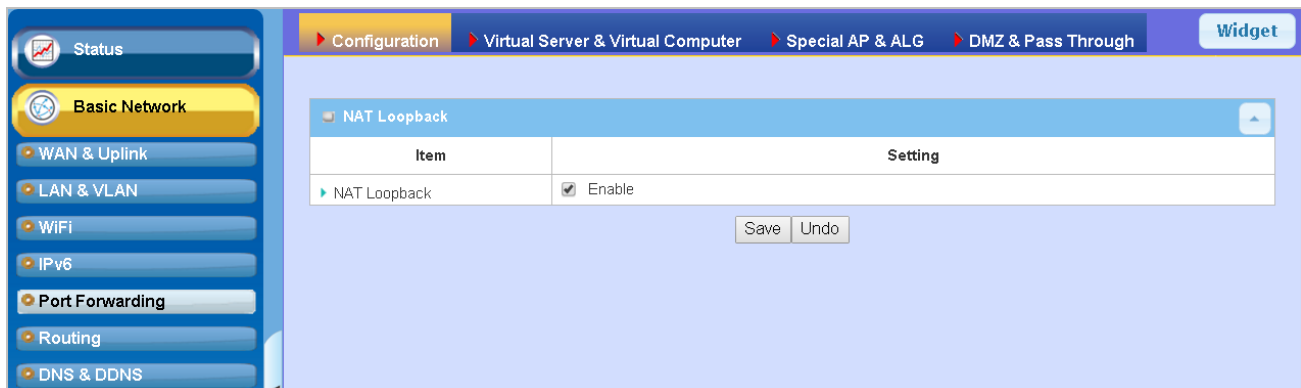 Status
Basic Network
WAN & Uplink
LAN & VLAN
WiFi
IPv6
Port Forwarding
Routing
DNS & DDNS
Configuration Virtual Server & Virtual Computer Special AP & ALG DMZ & Pass Through Widget
NAT Loopback
Item Setting
NAT Loopback Enable
Save Undo